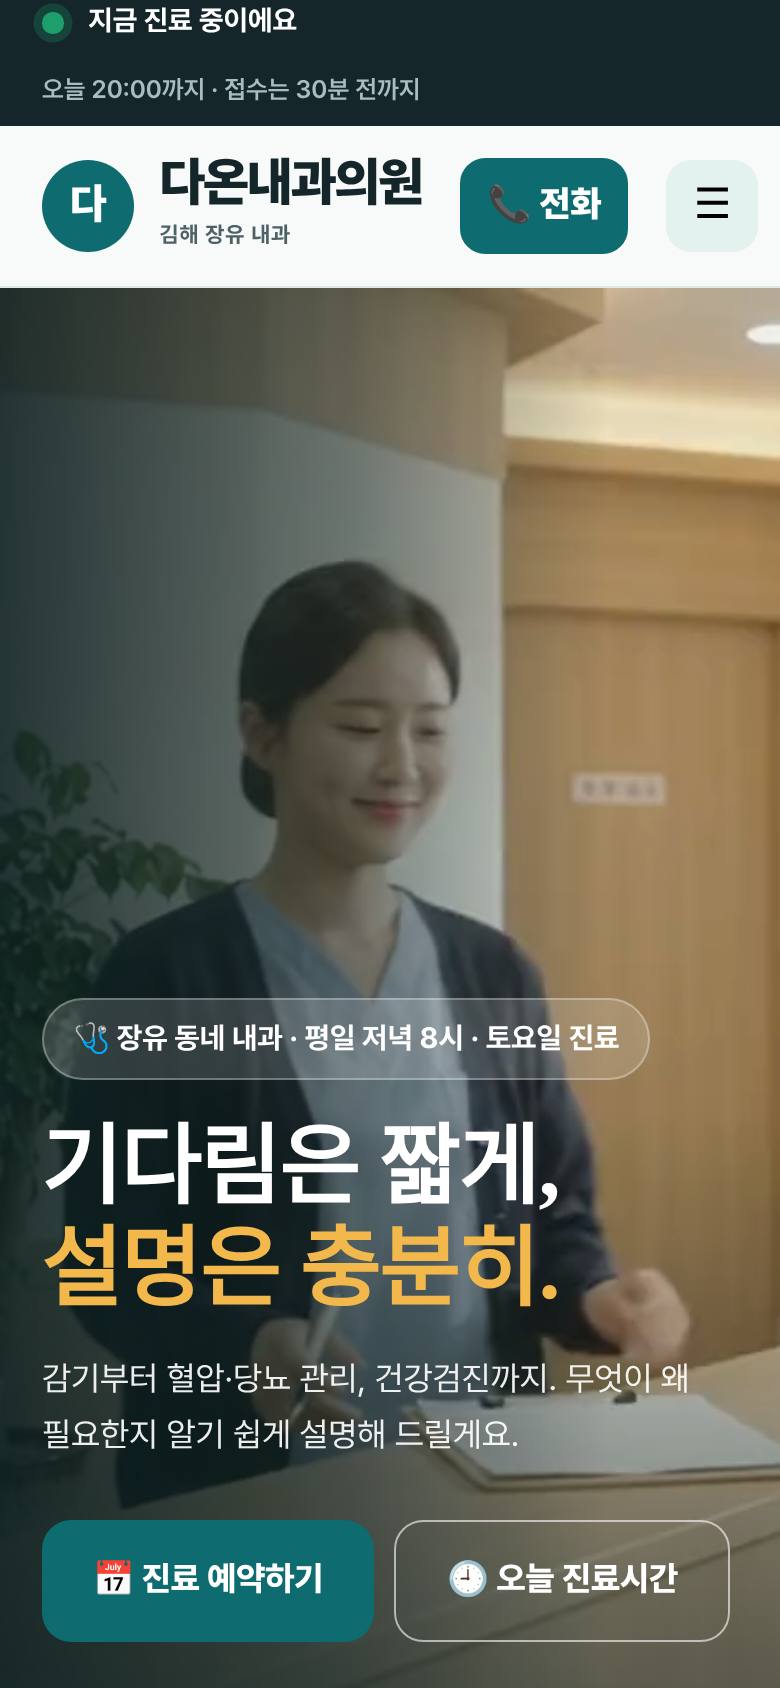 지금 진료 중이에요
오늘 20:00까지 · 접수는 30분 전까지
다
다온내과의원
김해 장유 내과
📞 전화
☰
🩺 장유 동네 내과 · 평일 저녁 8시 · 토요일 진료
기다림은 짧게,
설명은 충분히.
감기부터 혈압·당뇨 관리, 건강검진까지. 무엇이 왜
필요한지 알기 쉽게 설명해 드릴게요.
📅 진료 예약하기
🕘 오늘 진료시간